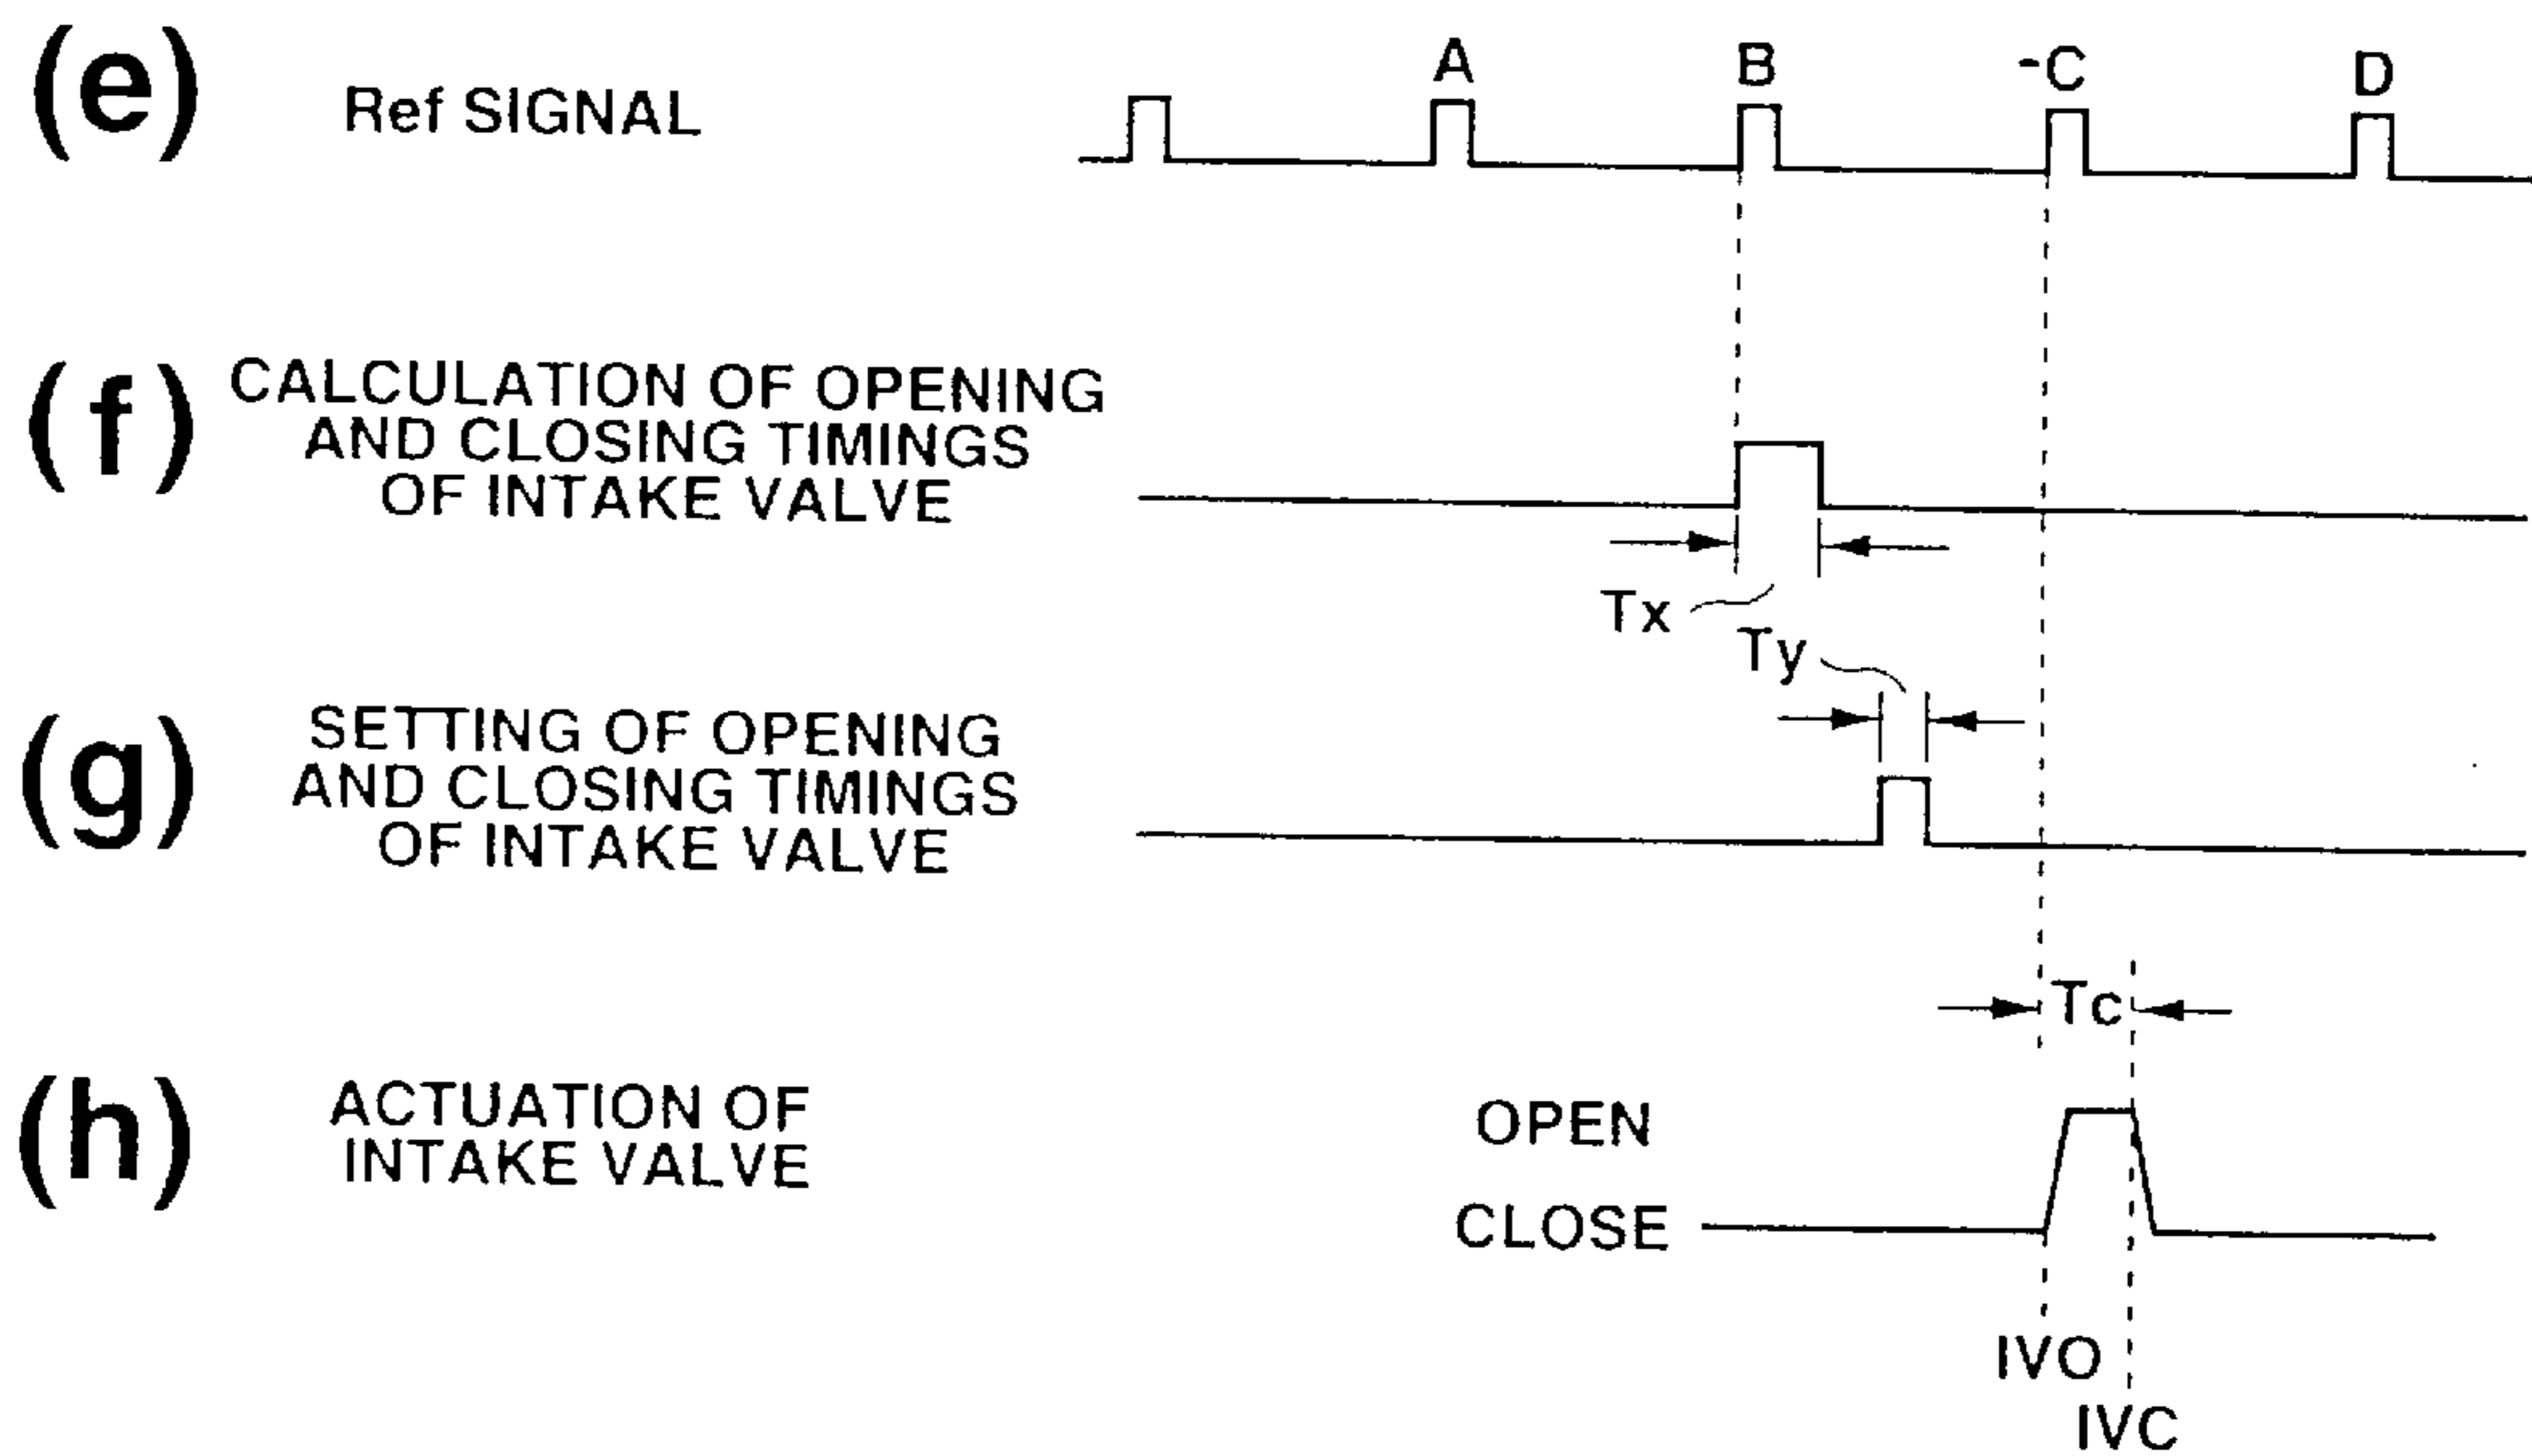 (e) Ref SIGNAL
A
B
-C
D
(f) CALCULATION OF OPENING
AND CLOSING TIMINGS
OF INTAKE VALVE
Tx
Ty
(g) SETTING OF OPENING
AND CLOSING TIMINGS
OF INTAKE VALVE
Tc
(h) ACTUATION OF
INTAKE VALVE
OPEN
CLOSE
IVO
IVC